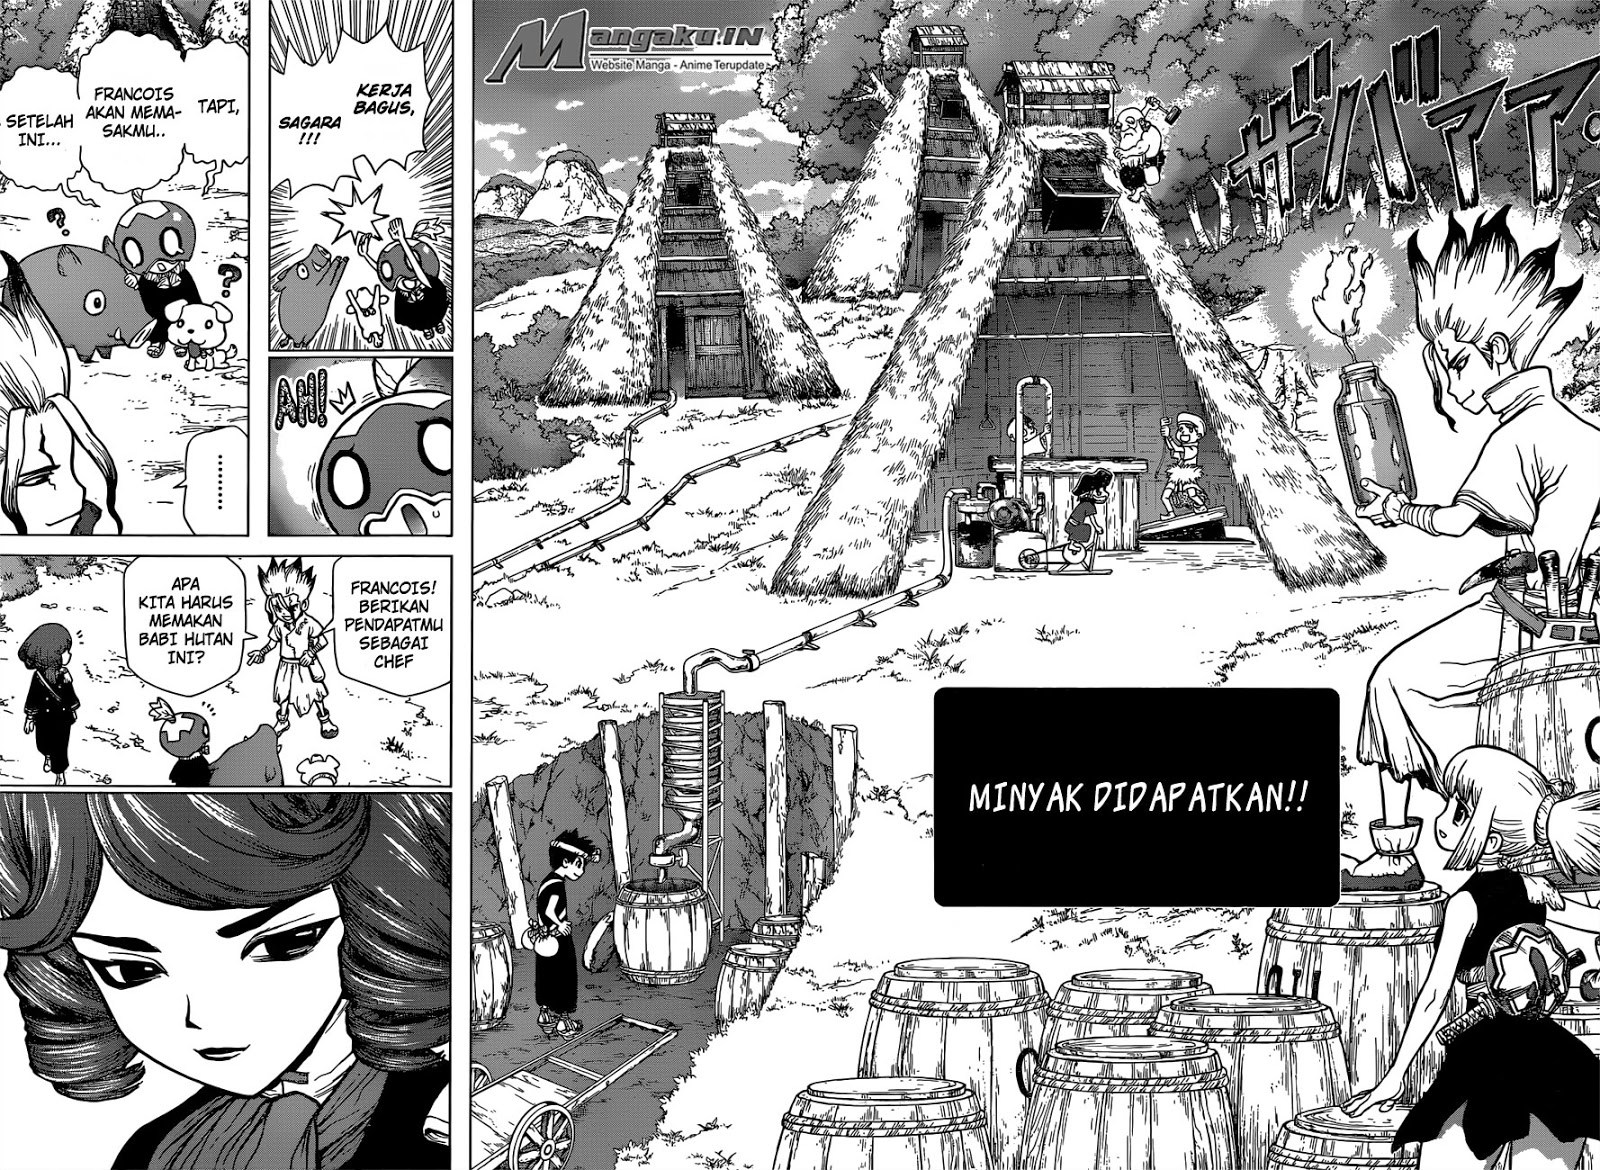 Mangaku.IN
Website Manga - Anime Terupdate
ザバァァ
MINYAK DIDAPATKAN!!
KERJA
BAGUS,
SAGARA
!!!
AH!
TAPI,
FRANCOIS
AKAN MEMA-
SAKMU..
SETELAH
INI...
?
?
.........
FRANCOIS!
BERIKAN
PENDAPATMU
SEBAGAI
CHEF
APA
KITA HARUS
MEMAKAN
BABI HUTAN
INI?